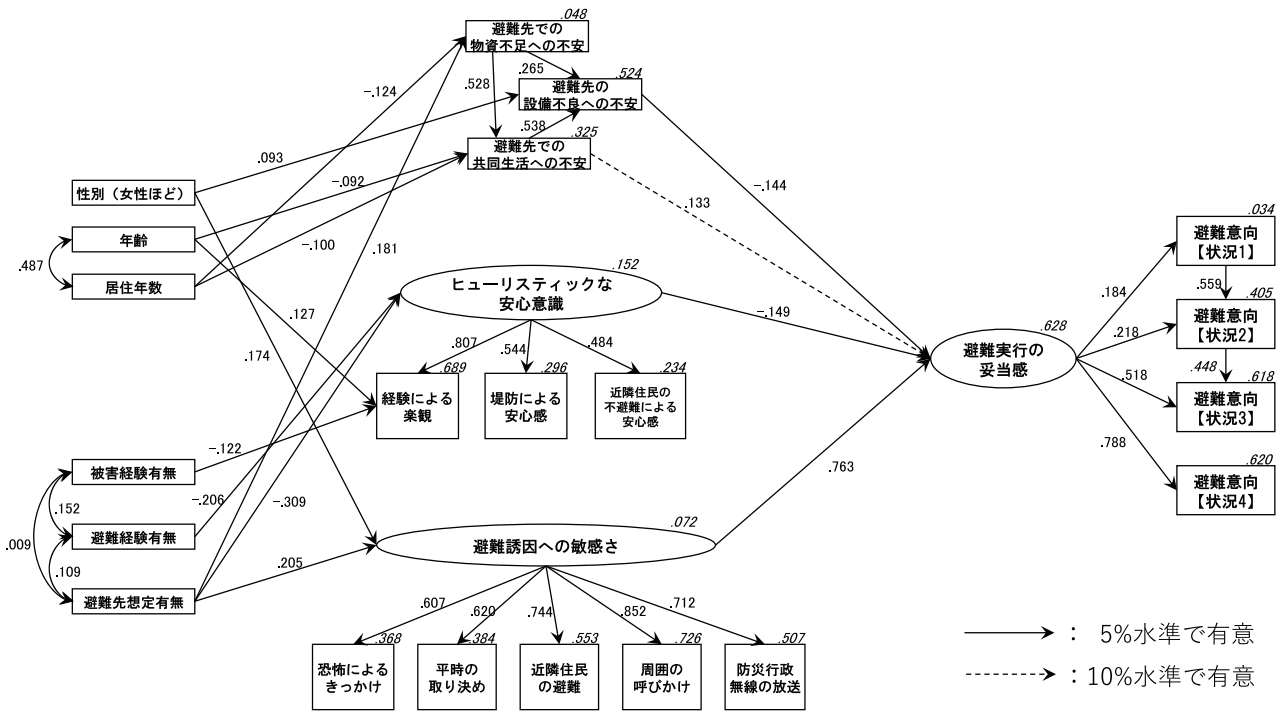 .048
避難先での
物資不足への不安
.265
.524
.528
避難先の
設備不良への不安
-.124
.538
.325
避難先での
共同生活への不安
.093
-.092
性別（女性ほど）
-.144
.133
年齢
.034
避難意向
【状況1】
-.100
.181
.487
居住年数
.152
ヒューリスティックな
安心意識
.559
.184
.405
避難意向
【状況2】
.127
-.149
.218
.628
避難実行の
妥当感
.174
.807
.544
.484
.689
.296
.234
経験による
楽観
堤防による
安心感
近隣住民の
不避難による
安心感
.448
.618
.518
避難意向
【状況3】
-.122
.788
.763
被害経験有無
.620
避難意向
【状況4】
.152
-.206
-.309
.009
避難経験有無
.072
避難誘因への敏感さ
.109
.205
避難先想定有無
.607
.620
.744
.852
.712
.368
.384
.553
.726
.507
恐怖による
きっかけ
平時の
取り決め
近隣住民
の避難
周囲の
呼びかけ
防災行政
無線の放送
： 5%水準で有意
：10%水準で有意